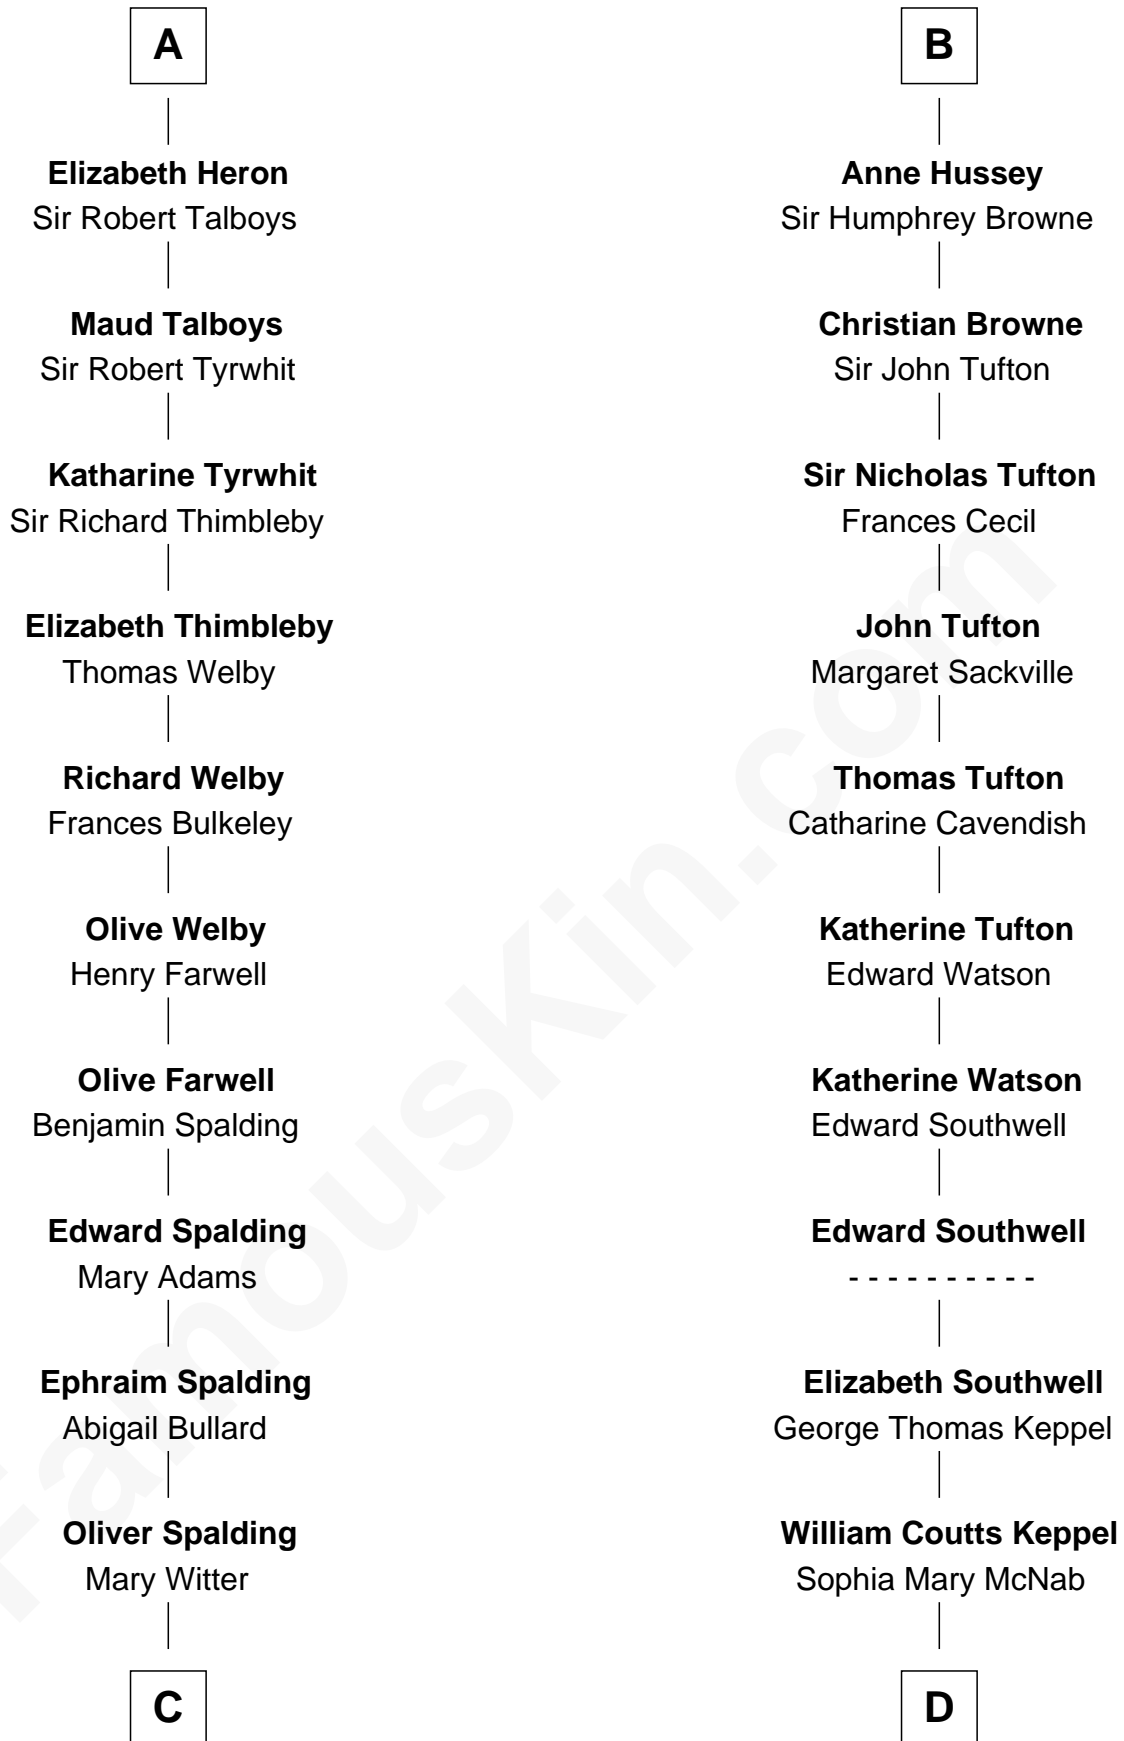 A
Elizabeth Heron
Sir Robert Talboys
Maud Talboys
Sir Robert Tyrwhit
Katharine Tyrwhit
Sir Richard Thimbleby
Elizabeth Thimbleby
Thomas Welby
Richard Welby
Frances Bulkeley
Olive Welby
Henry Farwell
Olive Farwell
Benjamin Spalding
Edward Spalding
Mary Adams
Ephraim Spalding
Abigail Bullard
Oliver Spalding
Mary Witter
C
B
Anne Hussey
Sir Humphrey Browne
Christian Browne
Sir John Tufton
Sir Nicholas Tufton
Frances Cecil
John Tufton
Margaret Sackville
Thomas Tufton
Catharine Cavendish
Katherine Tufton
Edward Watson
Katherine Watson
Edward Southwell
Edward Southwell
- - - - - - - - - -
Elizabeth Southwell
George Thomas Keppel
William Coutts Keppel
Sophia Mary McNab
D
FamousKin.com